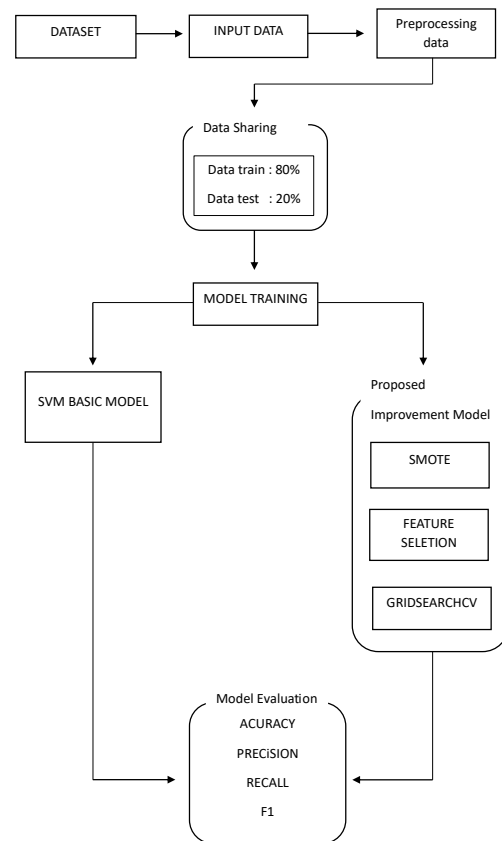 DATASET
INPUT DATA
Preprocessing
data
Data Sharing
Data train : 80%
Data test : 20%
MODEL TRAINING
SVM BASIC MODEL
Proposed
Improvement Model
SMOTE
FEATURE
SELETION
GRIDSEARCHCV
Model Evaluation
ACURACY
PRECiSION
RECALL
F1